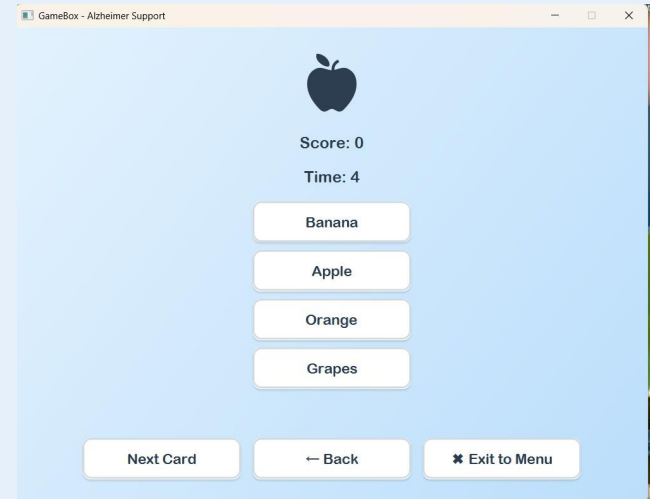 GameBox - Alzheimer Support
Score: 0
Time: 4
Banana
Apple
Orange
Grapes
Next Card
← Back
✖ Exit to Menu